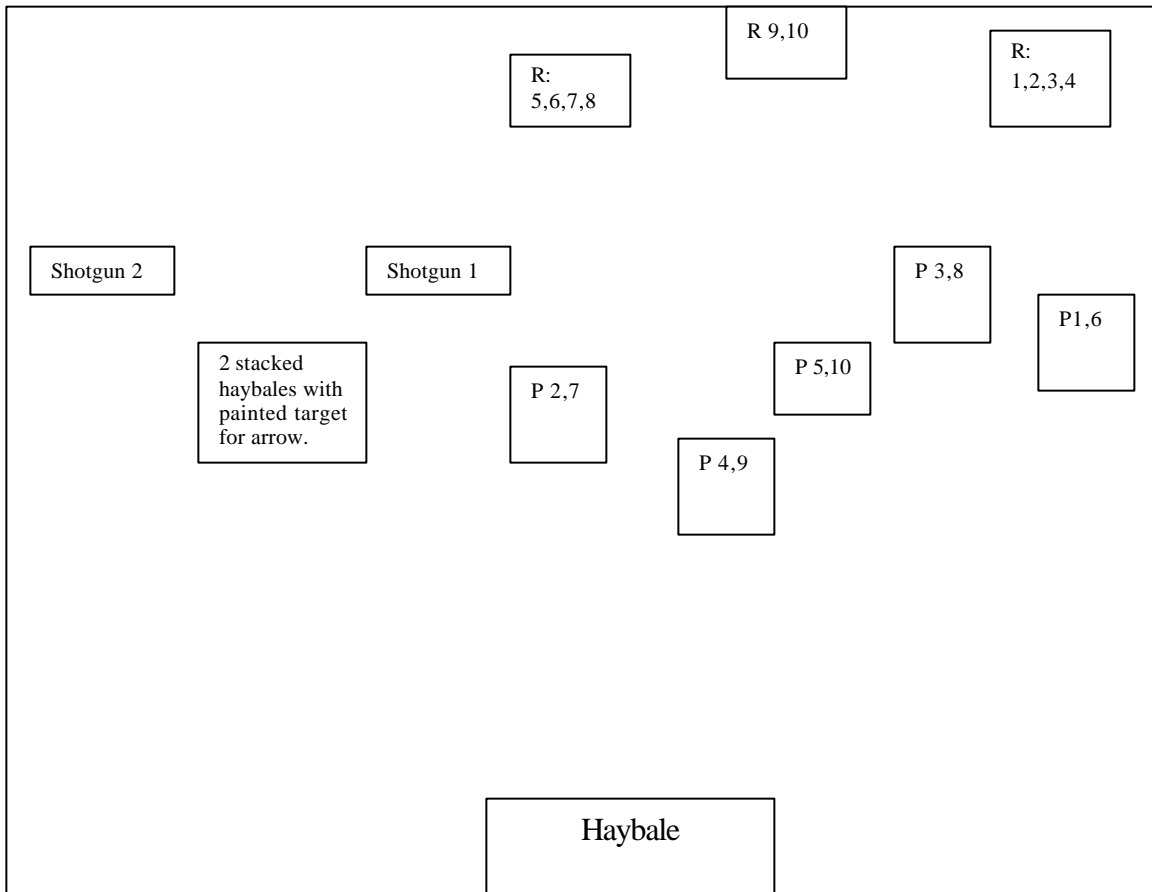 R 9,10
R:
1,2,3,4
R:
5,6,7,8
Shotgun 2
Shotgun 1
P 3,8
P1,6
2 stacked
haybales with
painted target
for arrow.
P 2,7
P 5,10
P 4,9
Haybale